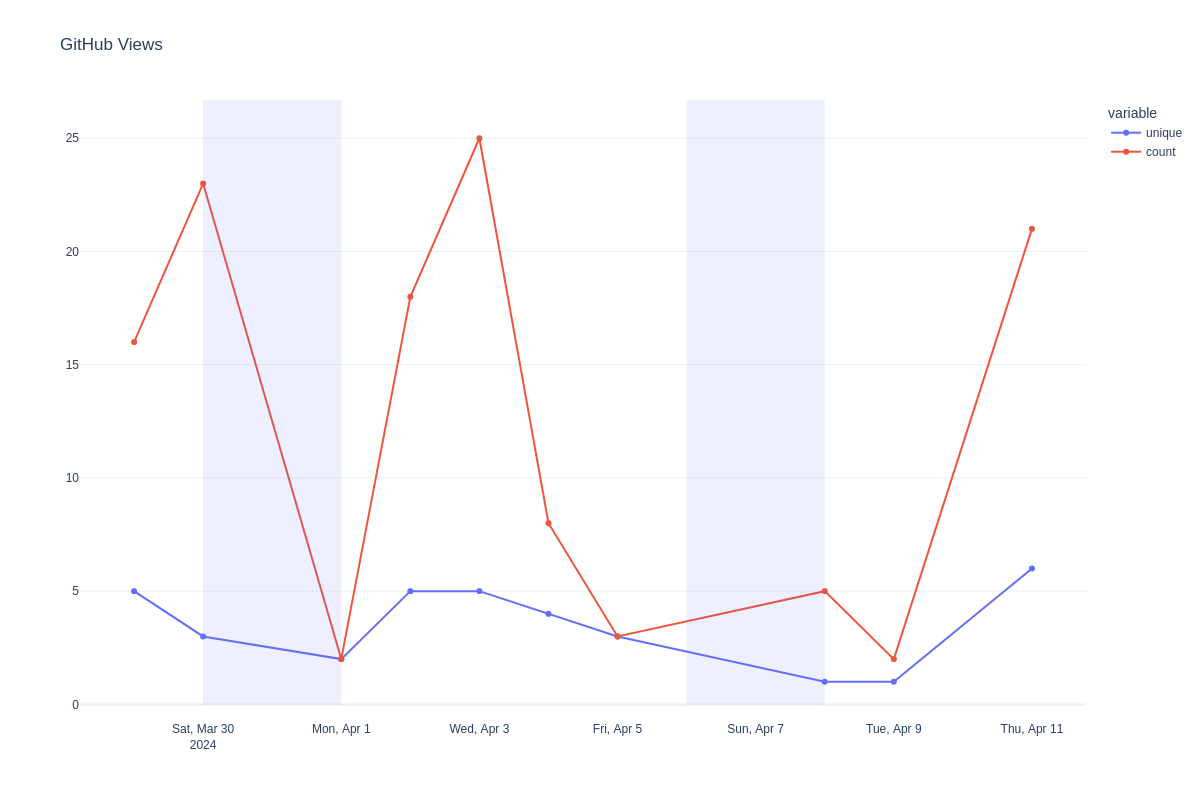 GitHub Views
variable
unique
count
25
20
15
10
5
0
Sat, Mar 30
2024
Mon, Apr 1
Wed, Apr 3
Fri, Apr 5
Sun, Apr 7
Tue, Apr 9
Thu, Apr 11